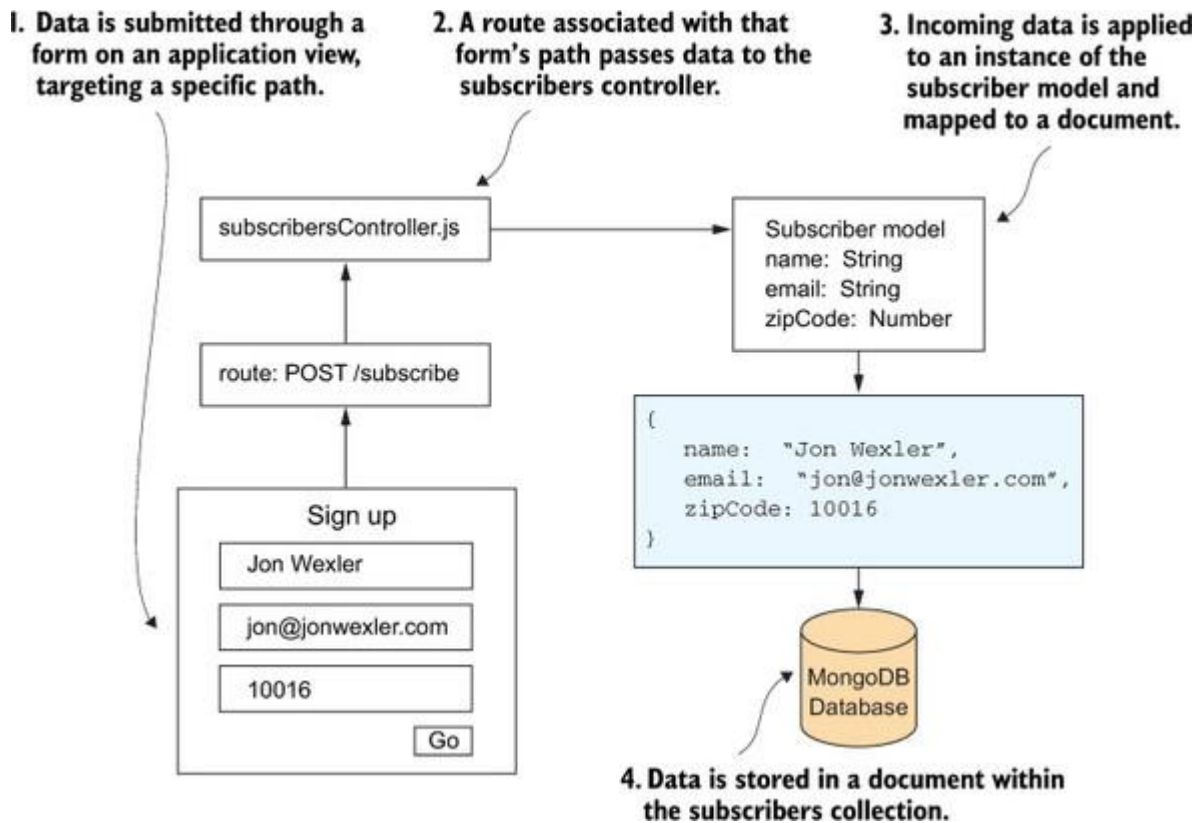 1. Data is submitted through a
form on an application view,
targeting a specific path.
2. A route associated with that
form's path passes data to the
subscribers controller.
3. Incoming data is applied
to an instance of the
subscriber model and
mapped to a document.
subscribersController.js
route: POST /subscribe
Sign up
Jon Wexler
jon@jonwexler.com
10016
Go
Subscriber model
name: String
email: String
zipCode: Number
{
name: "Jon Wexler",
email: "jon@jonwexler.com",
zipCode: 10016
}
MongoDB
Database
4. Data is stored in a document within
the subscribers collection.